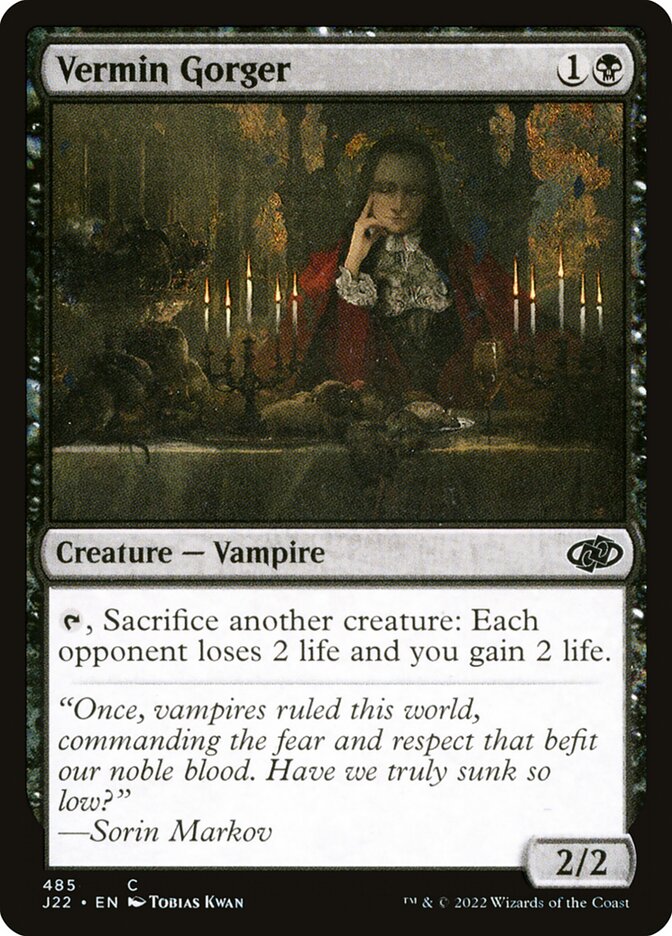 Vermin Gorger 1
Creature — Vampire
, Sacrifice another creature: Each
opponent loses 2 life and you gain 2 life.
“Once, vampires ruled this world,
commanding the fear and respect that befit
our noble blood. Have we truly sunk so
low?”
—Sorin Markov
2/2
485 C
J22 • EN Tobias Kwan
™ & © 2022 Wizards of the Coast